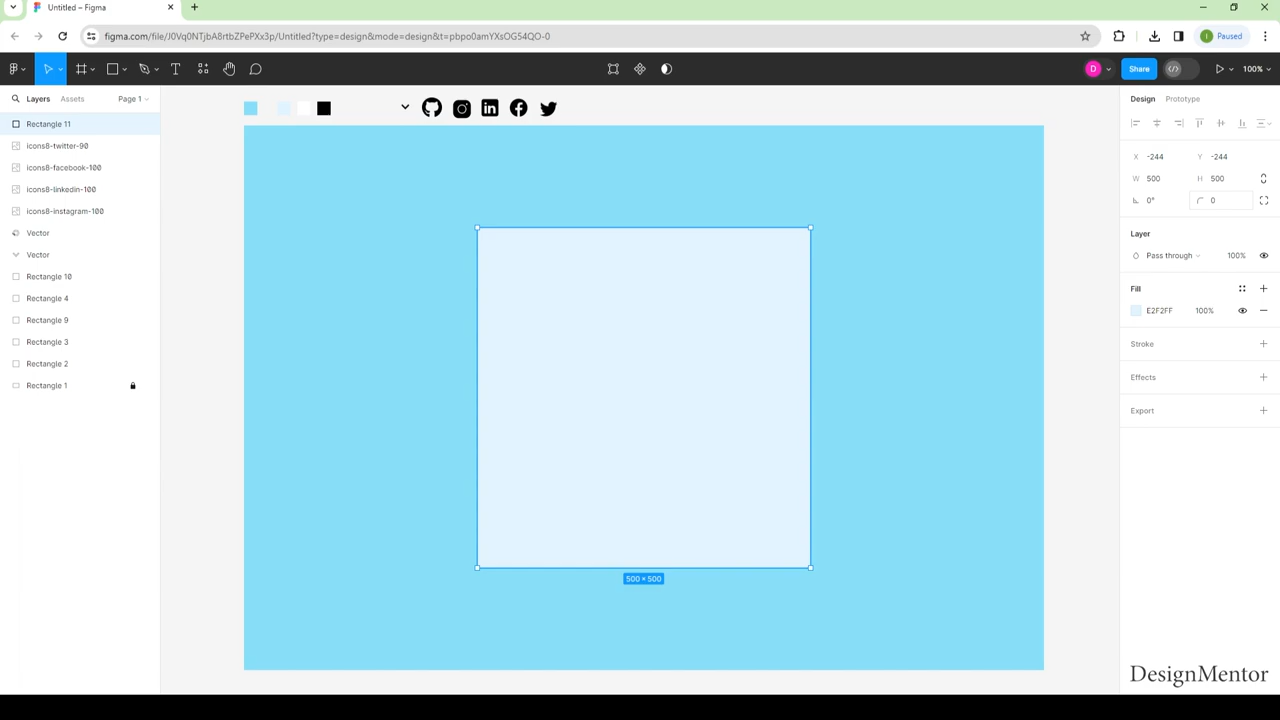 Untitled – Figma
figma.com/file/J0Vq0NTjbA8rtbZPePXx3p/Untitled?type=design&mode=design&t=pbpo0amYXsOG54QO-0
Paused
D
Share
100%
Layers
Assets
Page 1
Rectangle 11
icons8-twitter-90
icons8-facebook-100
icons8-linkedin-100
icons8-instagram-100
Vector
Vector
Rectangle 10
Rectangle 4
Rectangle 9
Rectangle 3
Rectangle 2
Rectangle 1
500 × 500
Design
Prototype
X -244 Y -244
W 500 H 500
0° 0
Layer
Pass through 100%
Fill
E2F2FF 100%
Stroke
Effects
Export
DesignMentor